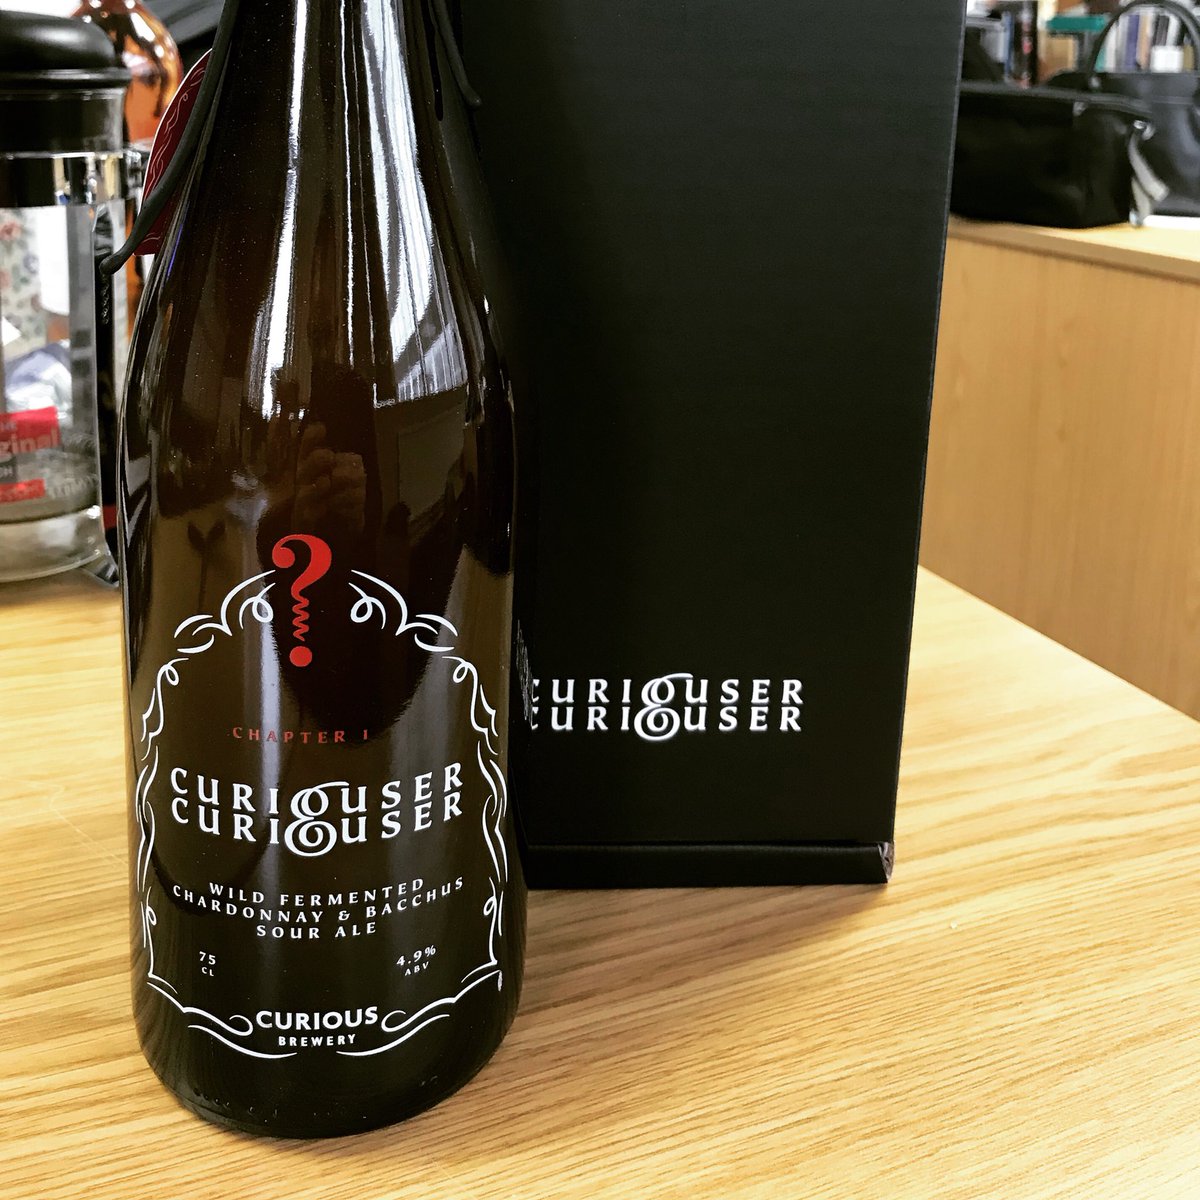 ?
CHAPTER I
CURIOUSER
&
CURIOUSER
WILD FERMENTED
CHARDONNAY & BACCHUS
SOUR ALE
75
CL
4.9%
ABV
CURIOUS
BREWERY
CURIOUSER
&
CURIOUSER